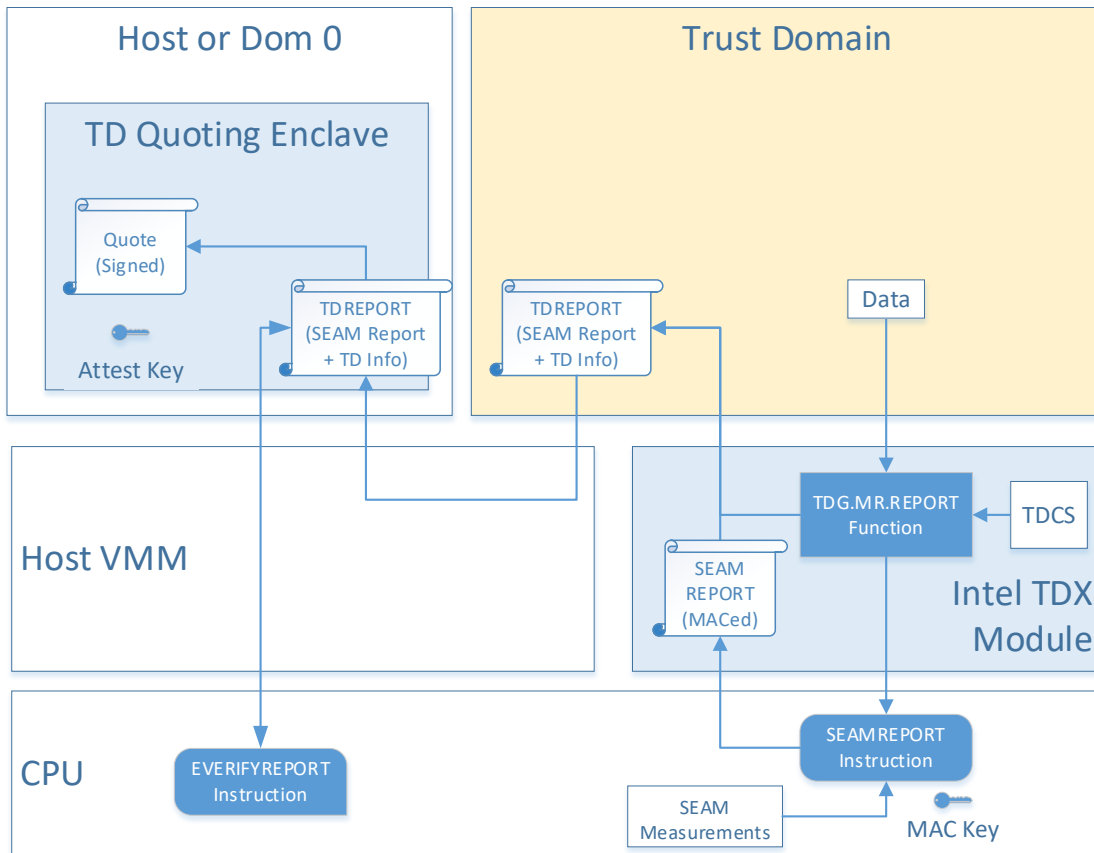 Host or Dom 0
TD Quoting Enclave
Quote
(Signed)
Attest Key
TDREPORT
(SEAM Report
+ TD Info)
Trust Domain
TDREPORT
(SEAM Report
+ TD Info)
Data
Host VMM
TDG.MR.REPORT
Function
TDCS
SEAM
REPORT
(MACed)
Intel TDX
Module
CPU
EVERIFYREPORT
Instruction
SEAMREPORT
Instruction
SEAM
Measurements
MAC Key